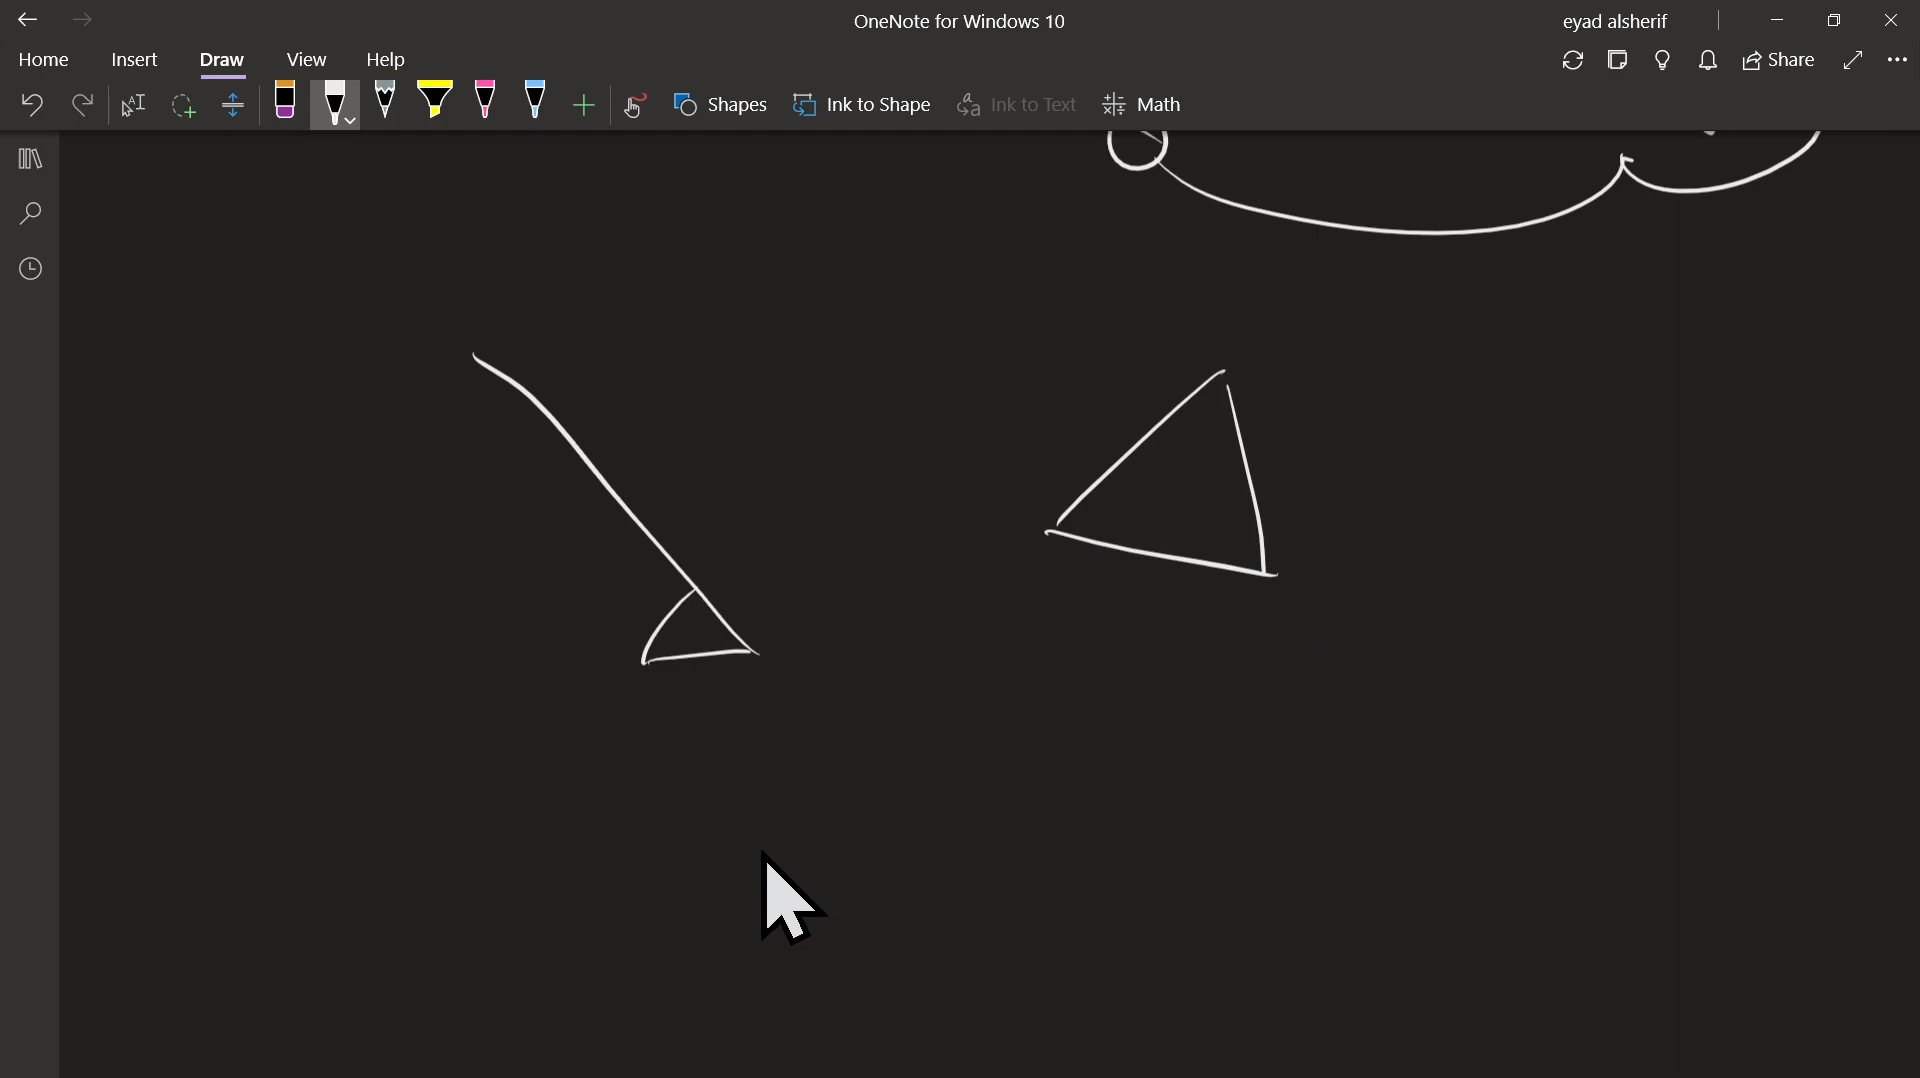 OneNote for Windows 10
eyad alsherif
Home Insert Draw View Help
Share
Shapes Ink to Shape Ink to Text Math